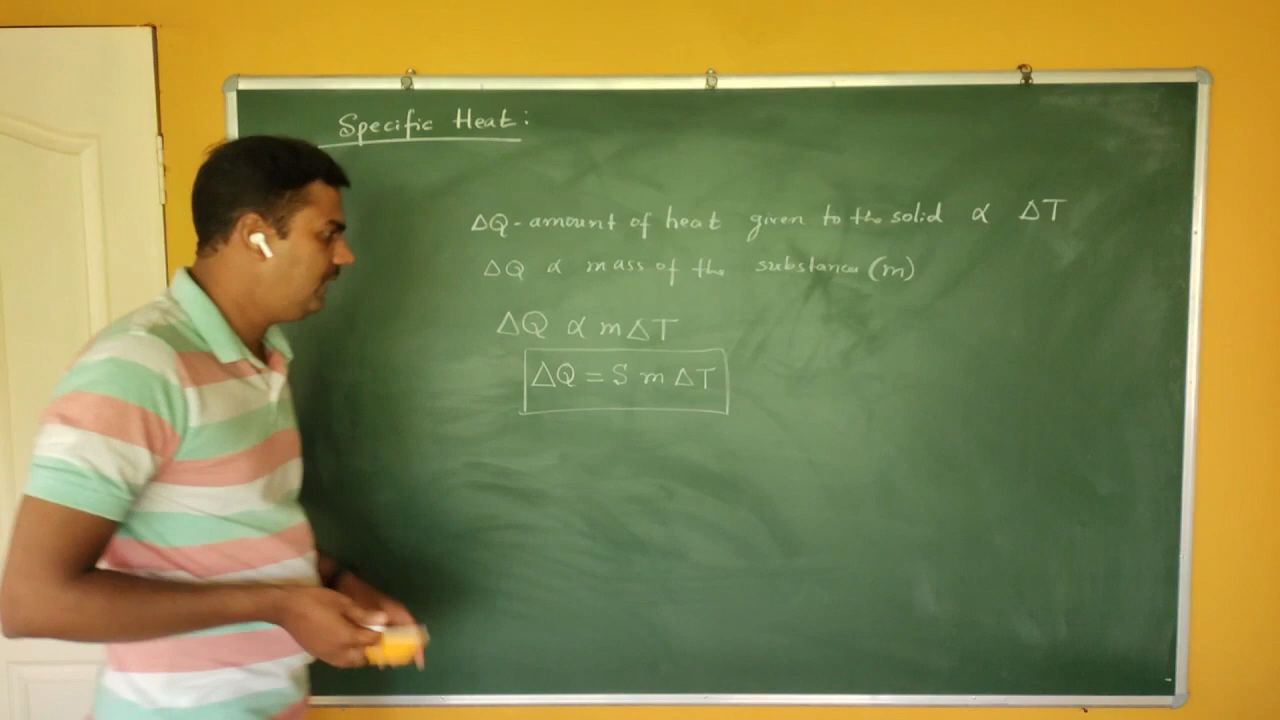 Specific Heat:
ΔQ - amount of heat given to the solid ∝ ΔT
ΔQ ∝ mass of the substance (m)
ΔQ ∝ m ΔT
ΔQ = S m ΔT